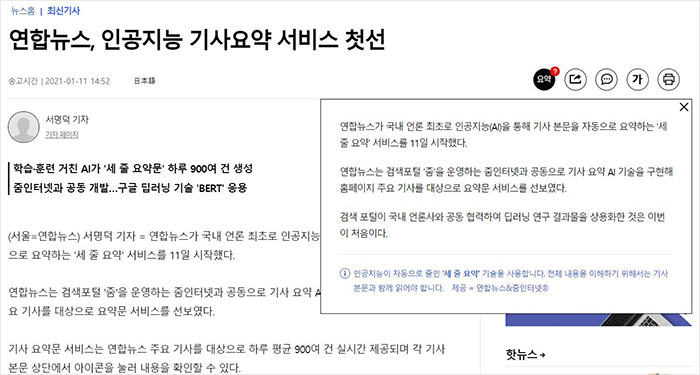 뉴스홈 | 최신기사
연합뉴스, 인공지능 기사요약 서비스 첫선
송고시간 | 2021-01-11 14:52 日本語
요약 ? 가
서명덕 기자
기자 페이지
학습·훈련 거친 AI가 '세 줄 요약문' 하루 900여 건 생성
줌인터넷과 공동 개발...구글 딥러닝 기술 'BERT' 응용
(서울=연합뉴스) 서명덕 기자 = 연합뉴스가 국내 언론 최초로 인공지능
으로 요약하는 '세 줄 요약' 서비스를 11일 시작했다.
연합뉴스는 검색포털 '줌'을 운영하는 줌인터넷과 공동으로 기사 요약 AI
요 기사를 대상으로 요약문 서비스를 선보였다.
기사 요약문 서비스는 연합뉴스 주요 기사를 대상으로 하루 평균 900여 건 실시간 제공되며 각 기사
본문 상단에서 아이콘을 눌러 내용을 확인할 수 있다.
연합뉴스가 국내 언론 최초로 인공지능(AI)을 통해 기사 본문을 자동으로 요약하는 '세
줄 요약' 서비스를 11일 시작했다.
연합뉴스는 검색포털 '줌'을 운영하는 줌인터넷과 공동으로 기사 요약 AI 기술을 구현해
홈페이지 주요 기사를 대상으로 요약문 서비스를 선보였다.
검색 포털이 국내 언론사와 공동 협력하여 딥러닝 연구 결과물을 상용화한 것은 이번
이 처음이다.
인공지능이 자동으로 줄인 '세 줄 요약' 기술을 사용합니다. 전체 내용을 이해하기 위해서는 기사
본문과 함께 읽어야 합니다. 제공 = 연합뉴스&줌인터넷®
핫뉴스